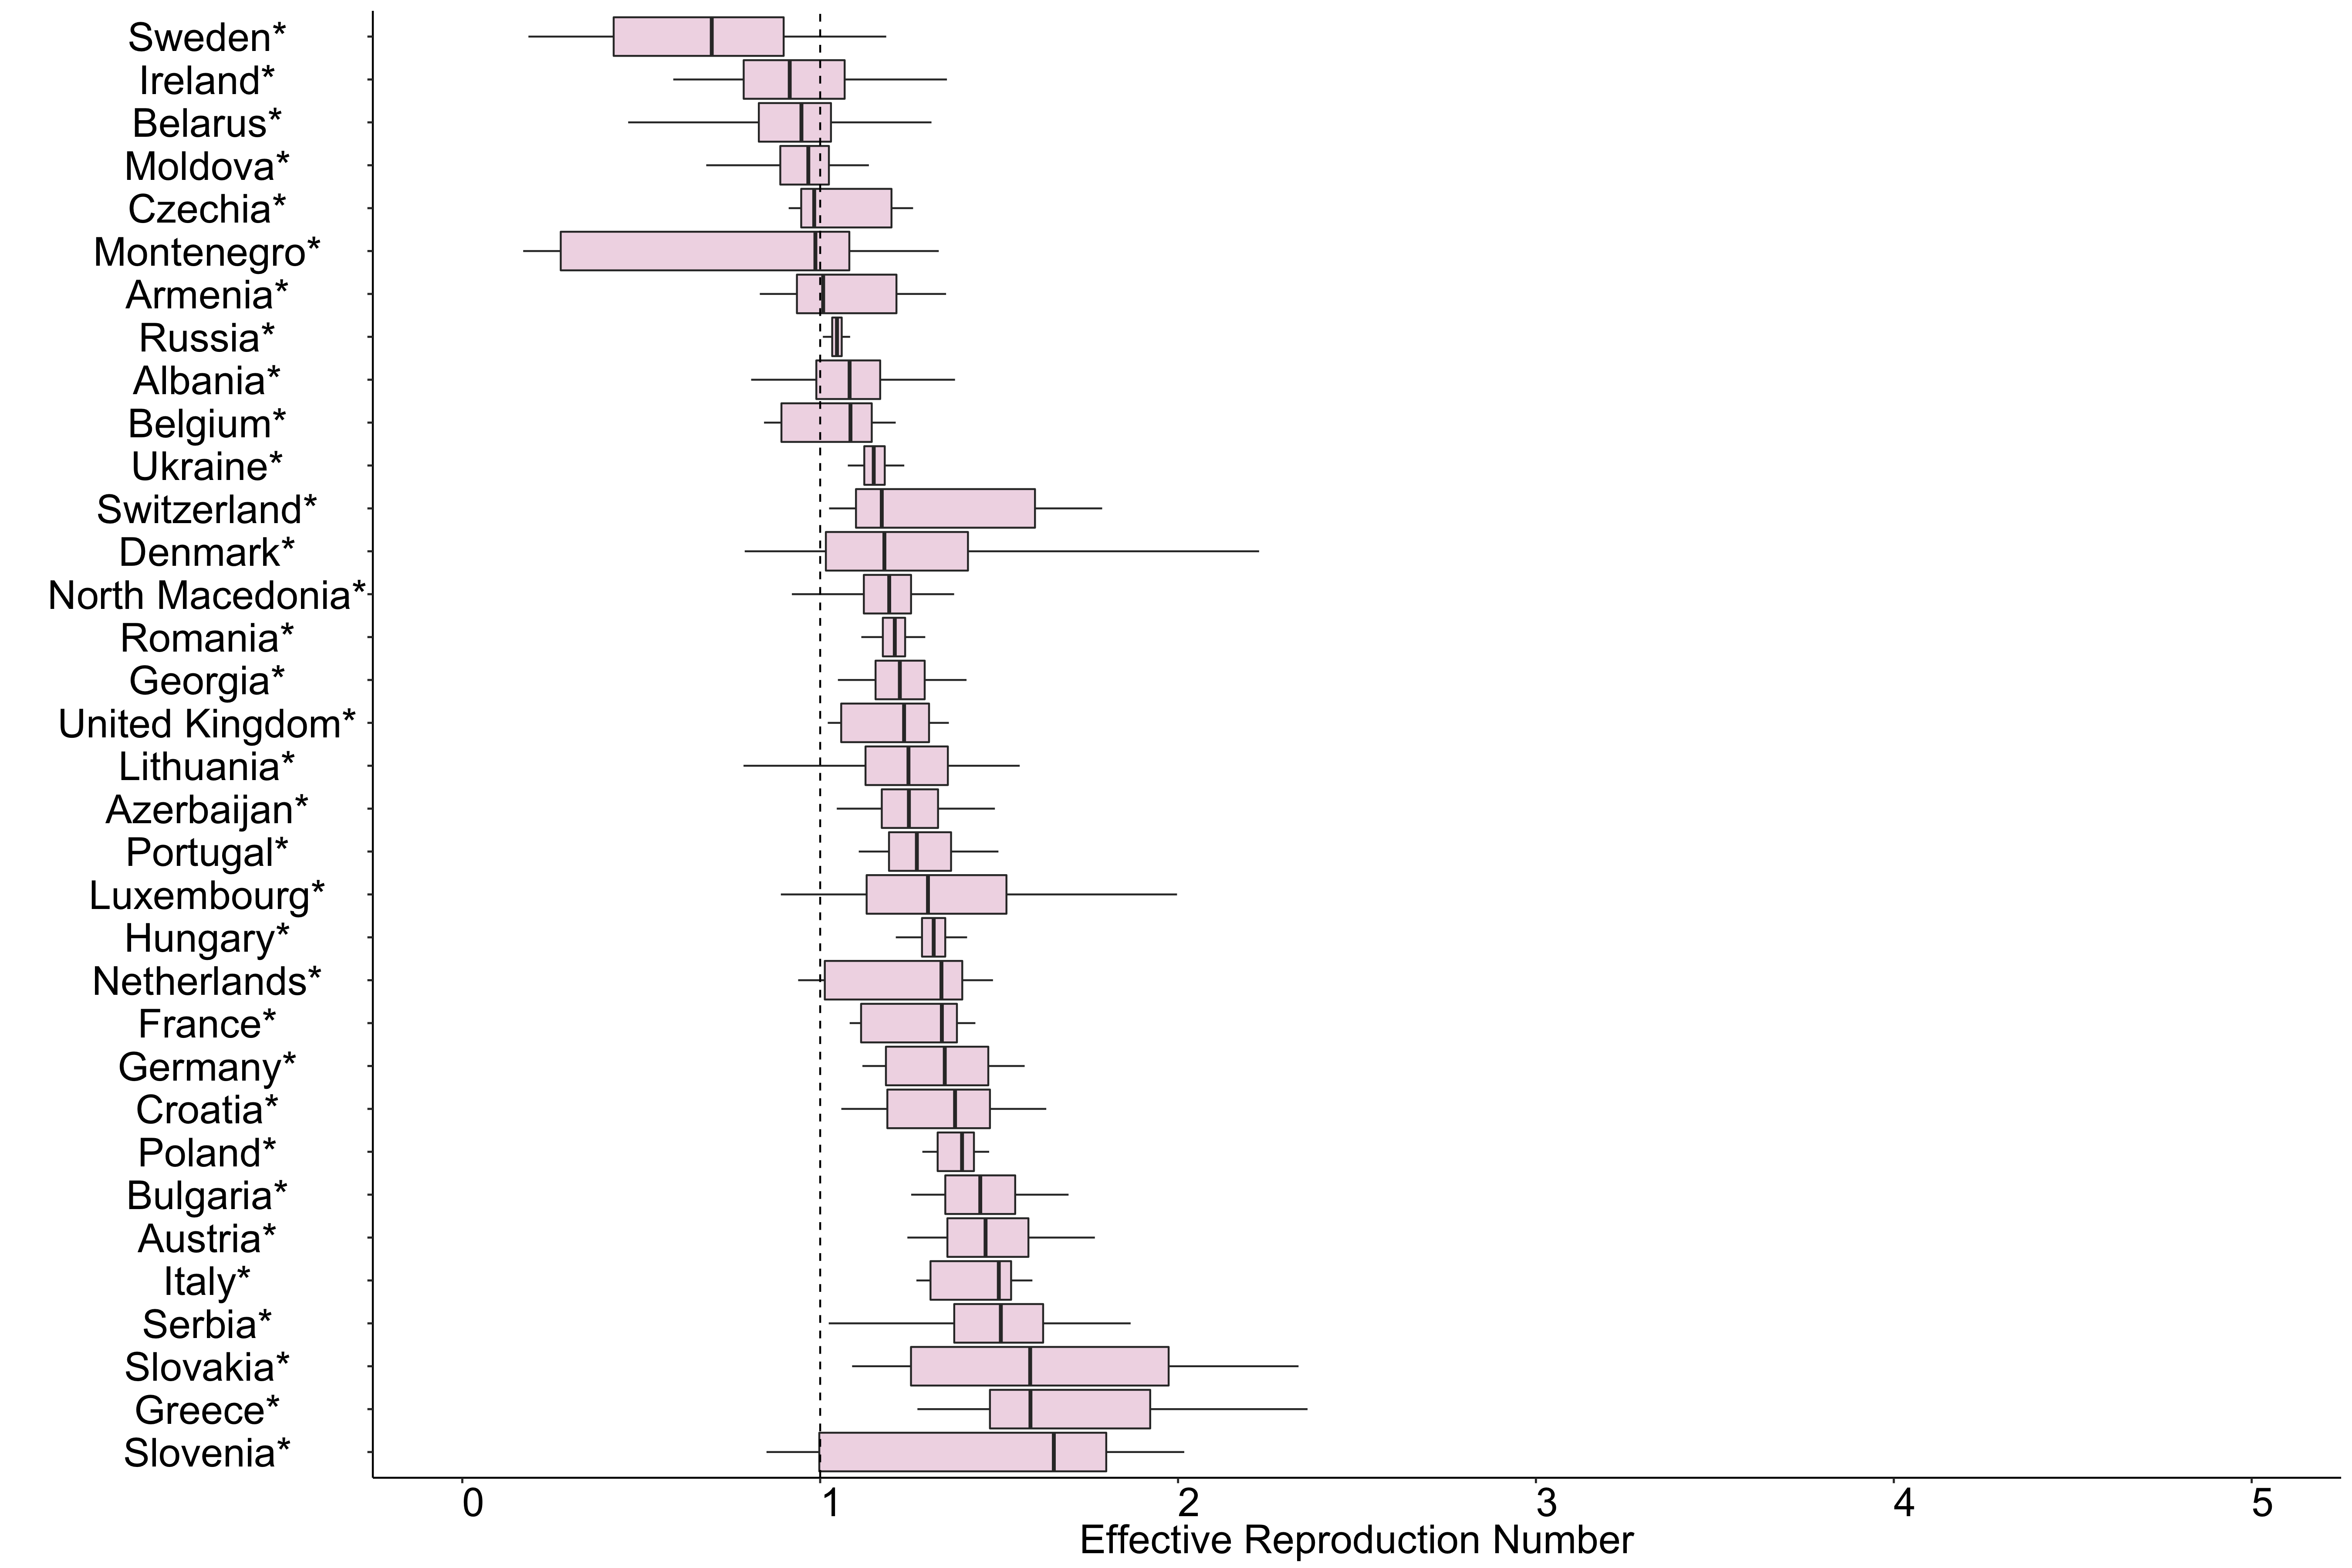 Sweden*
Ireland*
Belarus*
Moldova*
Czechia*
Montenegro*
Armenia*
Russia*
Albania*
Belgium*
Ukraine*
Switzerland*
Denmark*
North Macedonia*
Romania*
Georgia*
United Kingdom*
Lithuania*
Azerbaijan*
Portugal*
Luxembourg*
Hungary*
Netherlands*
France*
Germany*
Croatia*
Poland*
Bulgaria*
Austria*
Italy*
Serbia*
Slovakia*
Greece*
Slovenia*
0 1 2 3 4 5
Effective Reproduction Number